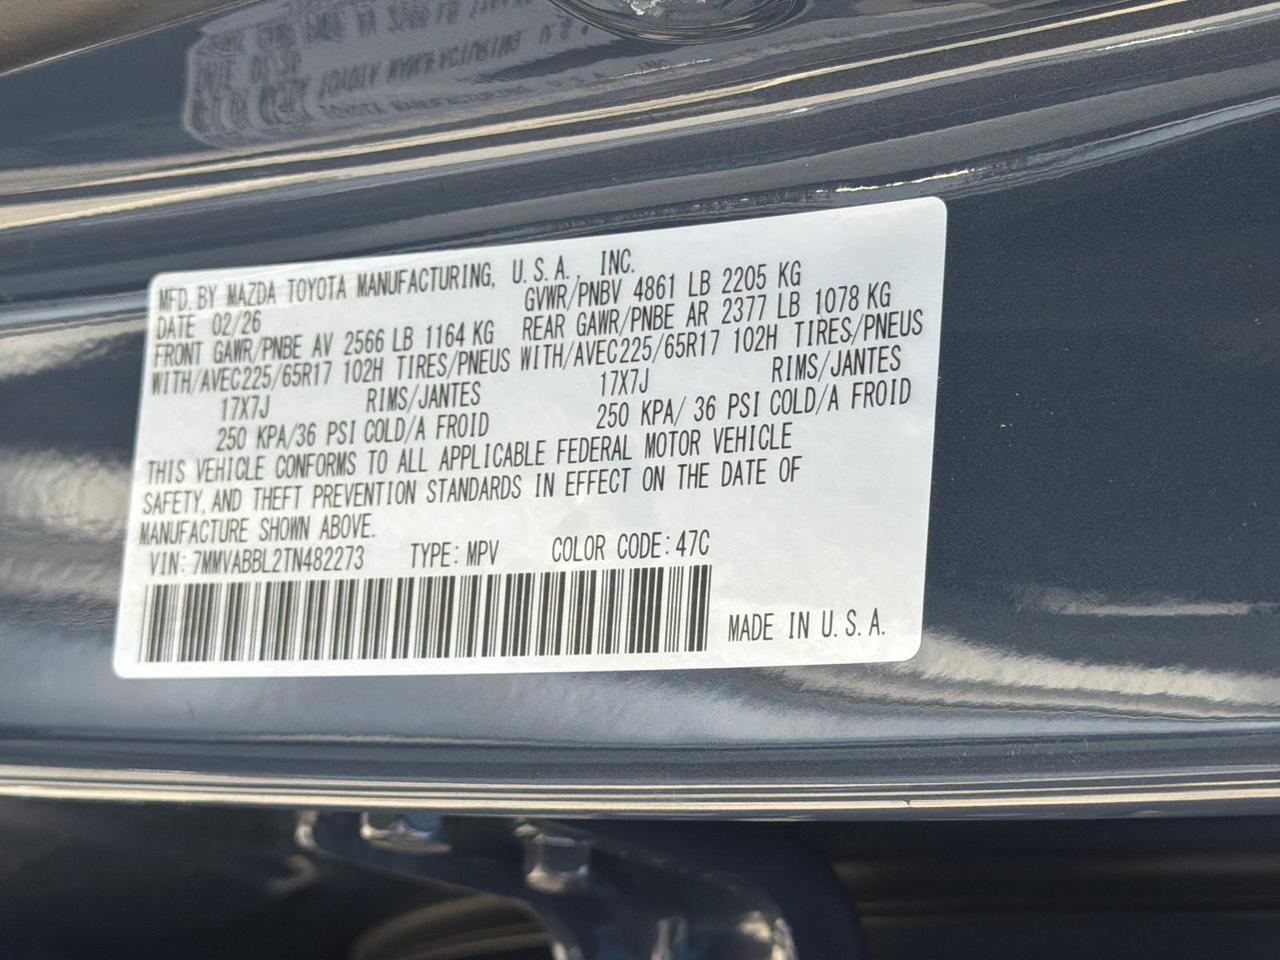 MFD. BY MAZDA TOYOTA MANUFACTURING, U.S.A., INC.
DATE 02/26 GVWR/PNBV 4861 LB 2205 KG
FRONT GAWR/PNBE AV 2566 LB 1164 KG REAR GAWR/PNBE AR 2377 LB 1078 KG
WITH/AVEC225/65R17 102H TIRES/PNEUS WITH/AVEC225/65R17 102H TIRES/PNEUS
17X7J RIMS/JANTES 17X7J RIMS/JANTES
250 KPA/36 PSI COLD/A FROID 250 KPA/ 36 PSI COLD/A FROID
THIS VEHICLE CONFORMS TO ALL APPLICABLE FEDERAL MOTOR VEHICLE
SAFETY, AND THEFT PREVENTION STANDARDS IN EFFECT ON THE DATE OF
MANUFACTURE SHOWN ABOVE.
VIN: 7MMVABBL2TN482273 TYPE: MPV COLOR CODE: 47C
MADE IN U.S.A.